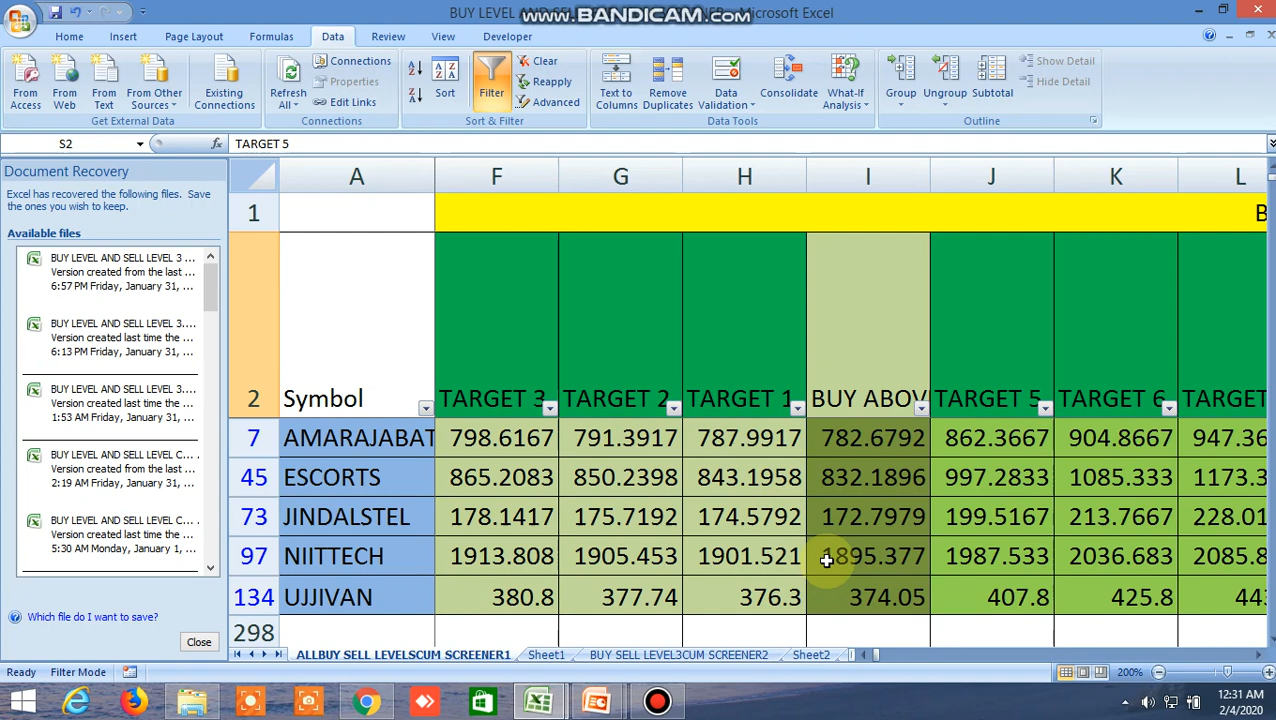 BUY LEVEL AND SELL LEVEL
www.BANDICAM.com
Microsoft Excel
Home
Insert
Page Layout
Formulas
Data
Review
View
Developer
From Access
From Web
From Text
From Other Sources
Existing Connections
Get External Data
Refresh All
Connections
Properties
Edit Links
Connections
Sort
Filter
Clear
Reapply
Advanced
Sort & Filter
Text to Columns
Remove Duplicates
Data Validation
Consolidate
What-If Analysis
Data Tools
Group
Ungroup
Subtotal
Show Detail
Hide Detail
Outline
S2
fx
TARGET 5
Document Recovery
Excel has recovered the following files. Save
the ones you wish to keep.
Available files
BUY LEVEL AND SELL LEVEL 3 ...
Version created from the last ...
6:57 PM Friday, January 31, ...
BUY LEVEL AND SELL LEVEL 3....
Version created last time the ...
6:13 PM Friday, January 31, ...
BUY LEVEL AND SELL LEVEL 3....
Version created last time the ...
1:53 AM Friday, January 31, ...
BUY LEVEL AND SELL LEVEL C...
Version created from the last ...
2:19 AM Friday, January 31, ...
BUY LEVEL AND SELL LEVEL C...
Version created from the last ...
5:30 AM Monday, January 1, ...
Which file do I want to save?
Close
A F G H I J K L
1 B
2 Symbol TARGET 3 TARGET 2 TARGET 1 BUY ABOV TARGET 5 TARGET 6 TARGET
7 AMARAJABAT 798.6167 791.3917 787.9917 782.6792 862.3667 904.8667 947.36
45 ESCORTS 865.2083 850.2398 843.1958 832.1896 997.2833 1085.333 1173.3
73 JINDALSTEL 178.1417 175.7192 174.5792 172.7979 199.5167 213.7667 228.01
97 NIITTECH 1913.808 1905.453 1901.521 1895.377 1987.533 2036.683 2085.8
134 UJJIVAN 380.8 377.74 376.3 374.05 407.8 425.8 443
298
ALLBUY SELL LEVELSCUM SCREENER1
Sheet1
BUY SELL LEVEL3CUM SCREENER2
Sheet2
Ready
Filter Mode
200%
12:31 AM
2/4/2020